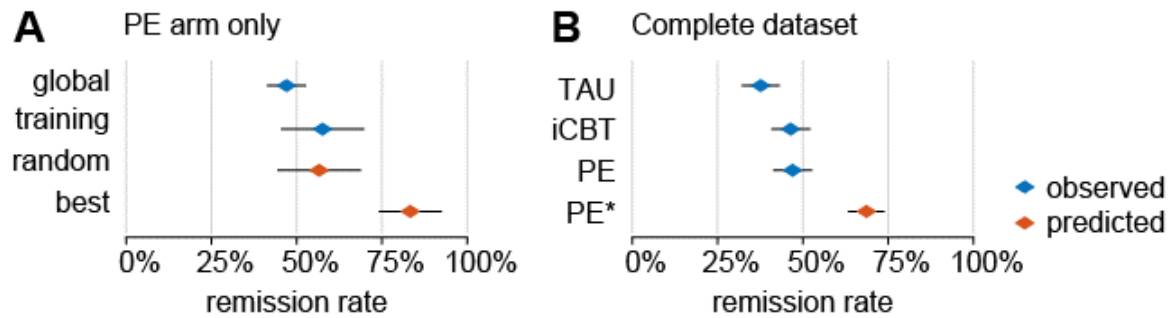 A PE arm only
global
training
random
best
0% 25% 50% 75% 100%
remission rate
B Complete dataset
TAU
iCBT
PE
PE*
0% 25% 50% 75% 100%
remission rate
observed
predicted